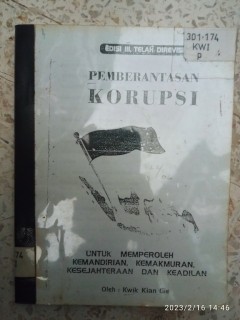 EDISI III, TELAH DIREVISI
301-174
KWI
P
PEMBERANTASAN
KORUPSI
74
UNTUK MEMPEROLEH
KEMANDIRIAN, KEMAKMURAN,
KESEJAHTERAAN DAN KEADILAN
Oleh : Kwik Kian Gie
2023/2/16 14:46